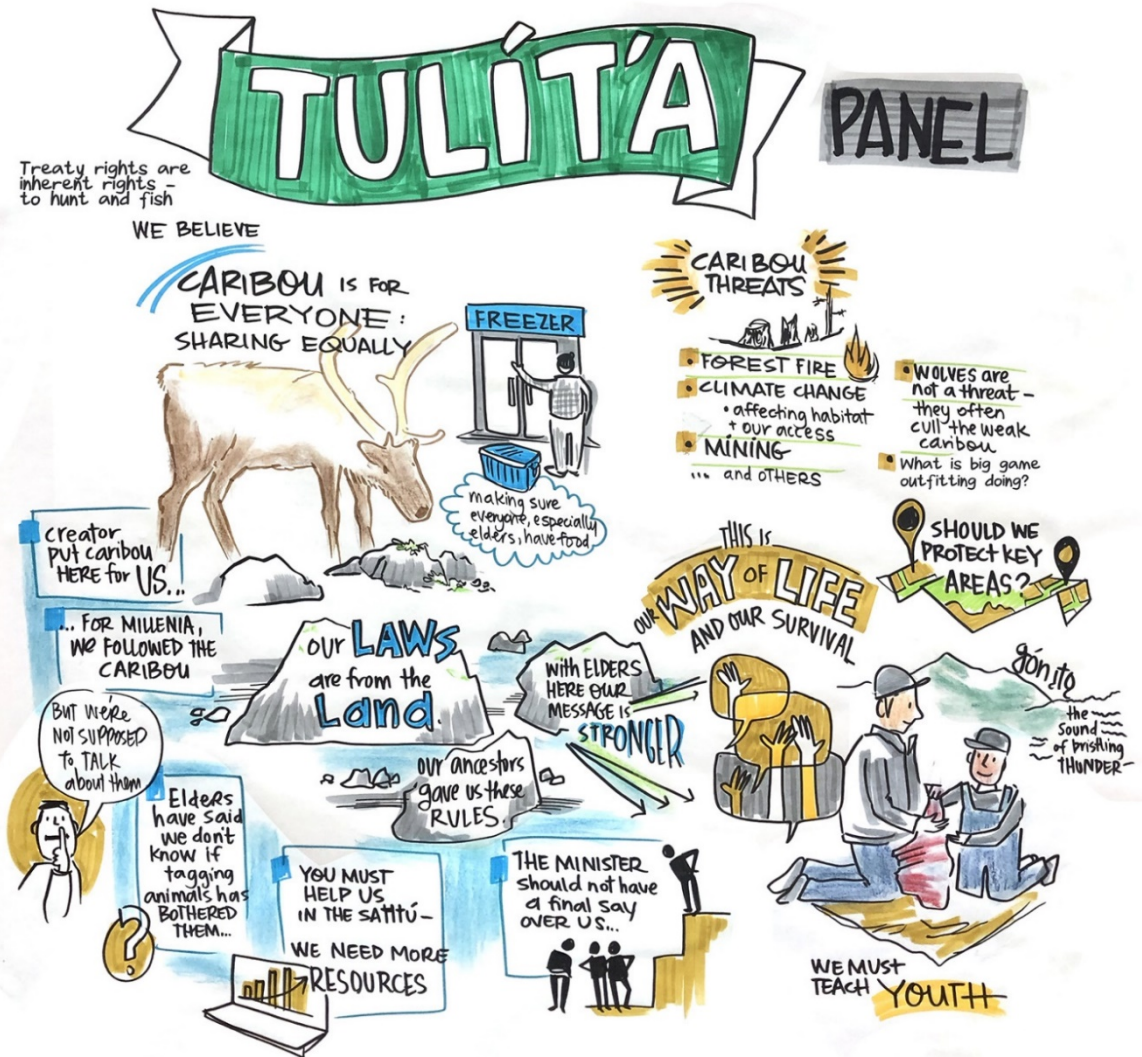 TULÍT'A
PANEL
Treaty rights are
inherent rights -
to hunt and fish
WE BELIEVE
CARIBOU IS FOR
EVERYONE:
SHARING EQUALLY
FREEZER
making sure
everyone, especially
elders, have food
CARIBOU
THREATS
• FOREST FIRE
• CLIMATE CHANGE
• affecting habitat
+ our access
• MINING
... and OTHERS
• WOLVES are
not a threat -
they often
cull the weak
caribou
• What is big game
outfitting doing?
creator
put caribou
HERE for US...
... FOR MILLENIA,
WE FOLLOWED THE
CARIBOU
BUT WE'RE
NOT SUPPOSED
TO TALK
about them
our LAWS
are from the
Land.
with ELDERS
HERE OUR
MESSAGE IS
STRONGER
our ancestors
gave us these
RULES.
THIS IS
OUR WAY OF LIFE
AND OUR SURVIVAL
SHOULD WE
PROTECT KEY
AREAS?
gónıto
the
sound
of bristling
THUNDER
Elders
have said
we don't
know if
tagging
animals has
BOTHERED
THEM...
?
YOU MUST
HELP US
IN THE SAHTÚ -
WE NEED MORE
RESOURCES
THE MINISTER
should not have
a final say
OVER US...
WE MUST
TEACH YOUTH